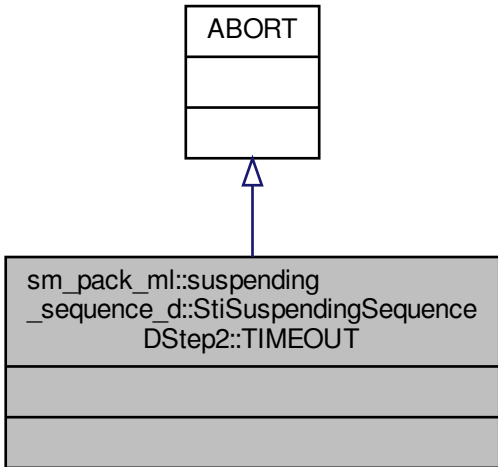 ABORT
sm_pack_ml::suspending
_sequence_d::StiSuspendingSequence
DStep2::TIMEOUT